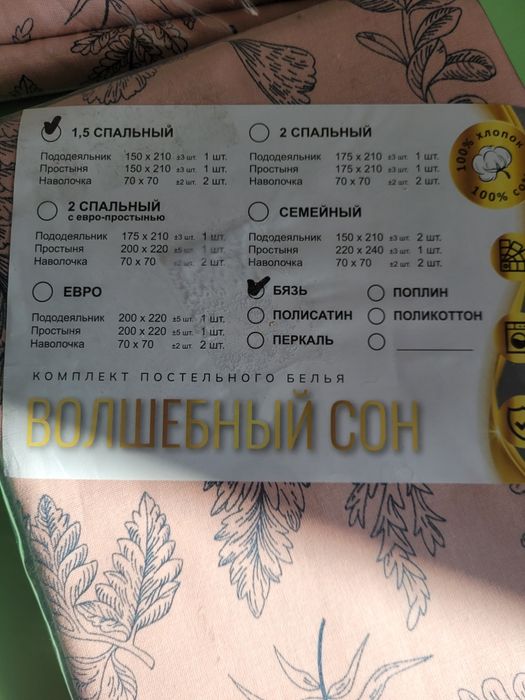 1,5 СПАЛЬНЫЙ
Пододеяльник 150 х 210 ±3 шт. 1 шт.
Простыня 150 х 210 ±3 шт. 1 шт.
Наволочка 70 х 70 ±2 шт. 2 шт.
2 СПАЛЬНЫЙ
Пододеяльник 175 х 210 ±3 шт. 1 шт.
Простыня 175 х 210 ±3 шт. 1 шт.
Наволочка 70 х 70 ±2 шт. 2 шт.
100% ХЛОПОК
100%
2 СПАЛЬНЫЙ
с евро-простынью
Пододеяльник 175 х 210 ±3 шт. 1 шт.
Простыня 200 х 220 ±5 шт. 1 шт.
Наволочка 70 х 70 ±2 шт. 2 шт.
СЕМЕЙНЫЙ
Пододеяльник 150 х 210 ±3 шт. 2 шт.
Простыня 220 х 240 ±3 шт. 1 шт.
Наволочка 70 х 70 ±2 шт. 2 шт.
ЕВРО
Пододеяльник 200 х 220 ±5 шт. 1 шт.
Простыня 200 х 220 ±5 шт. 1 шт.
Наволочка 70 х 70 ±2 шт. 2 шт.
БЯЗЬ
ПОПЛИН
ПОЛИСАТИН
ПОЛИКОТТОН
ПЕРКАЛЬ
КОМПЛЕКТ ПОСТЕЛЬНОГО БЕЛЬЯ
ВОЛШЕБНЫЙ СОН